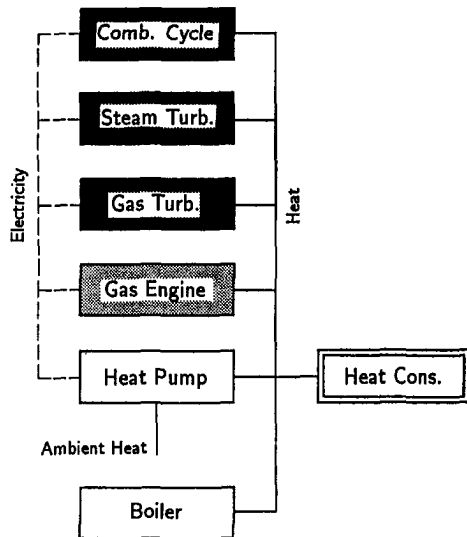 Comb. Cycle
Steam Turb.
Electricity
Gas Turb.
Heat
Gas Engine
Heat Pump
Heat Cons.
Ambient Heat
Boiler